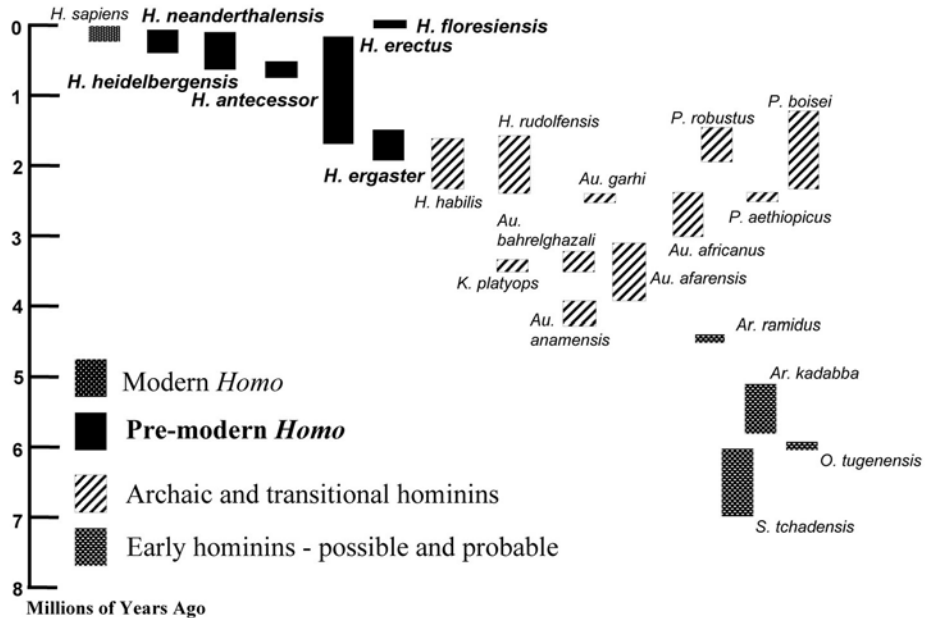 H. sapiens
H. neanderthalensis
H. floresiensis
0
H. erectus
H. heidelbergensis
H. antecessor
1
P. boisei
P. robustus
H. rudolfensis
H. ergaster
2
Au. garhi
H. habilis
P. aethiopicus
Au.
bahrelghazali
Au. africanus
3
K. platyops
Au. afarensis
4
Au.
anamensis
Ar. ramidus
5
Modern Homo
Ar. kadabba
Pre-modern Homo
6
O. tugenensis
Archaic and transitional hominins
7
S. tchadensis
Early hominins - possible and probable
8
Millions of Years Ago